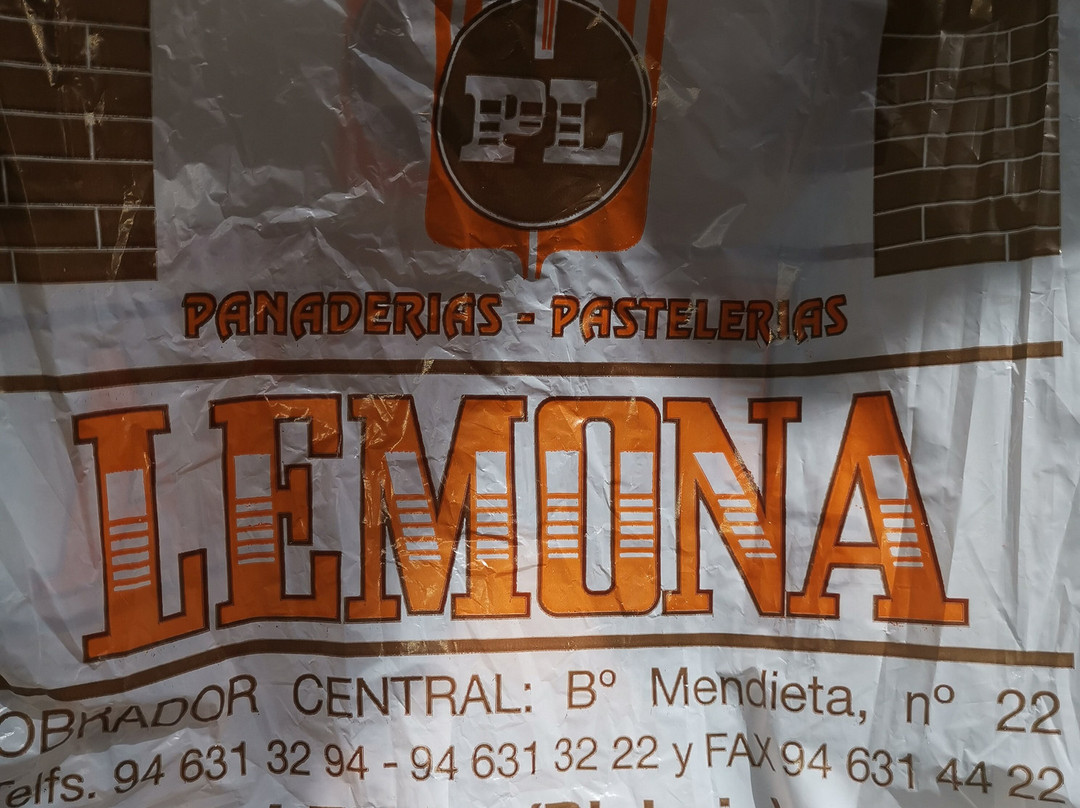 PL
PANADERIAS - PASTELERIAS
LEMONA
OBRADOR CENTRAL: Bº Mendieta, nº 22
Telfs. 94 631 32 94 - 94 631 32 22 y FAX 94 631 44 22